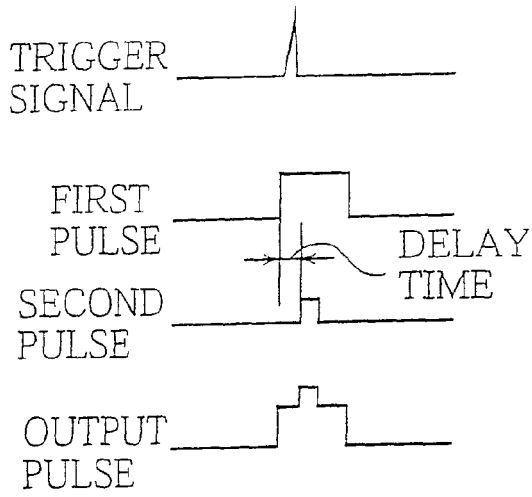 TRIGGER
SIGNAL
FIRST
PULSE
DELAY
TIME
SECOND
PULSE
OUTPUT
PULSE